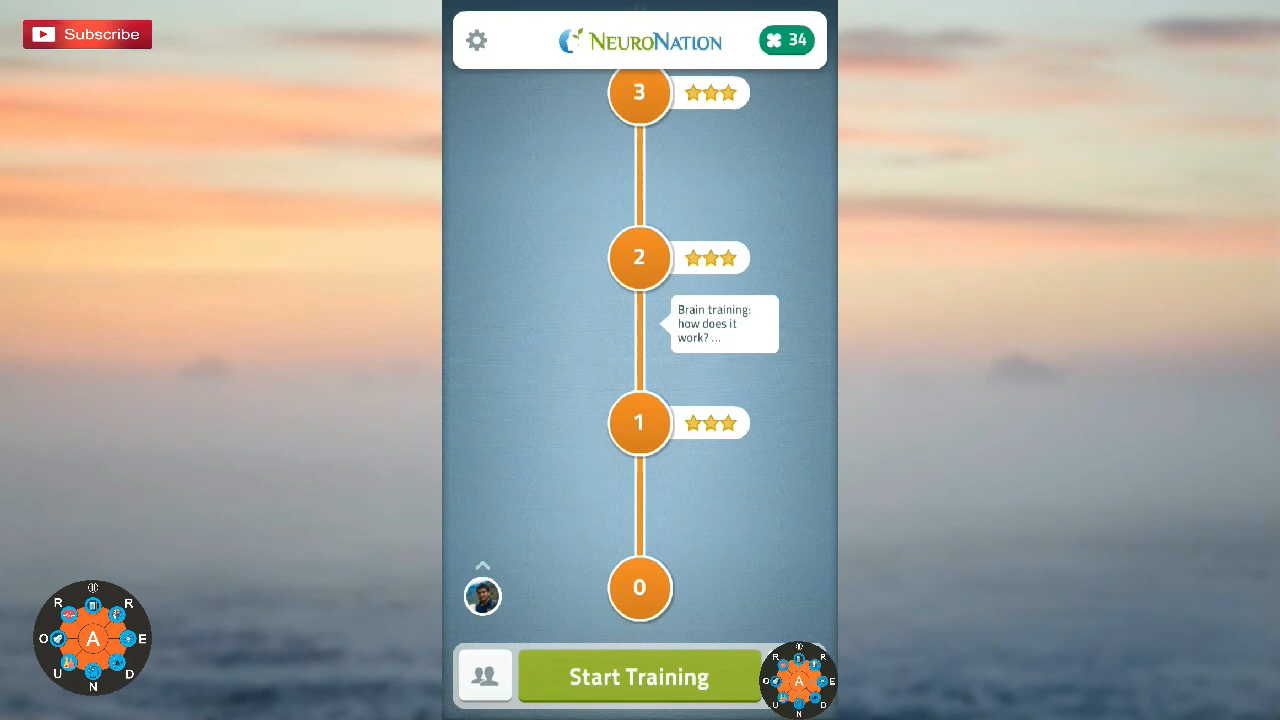 Subscribe
NEURONATION
34
3
2
Brain training:
how does it
work? ...
1
0
Start Training
R R
O A E
U D
N
R R
O A E
U D
N